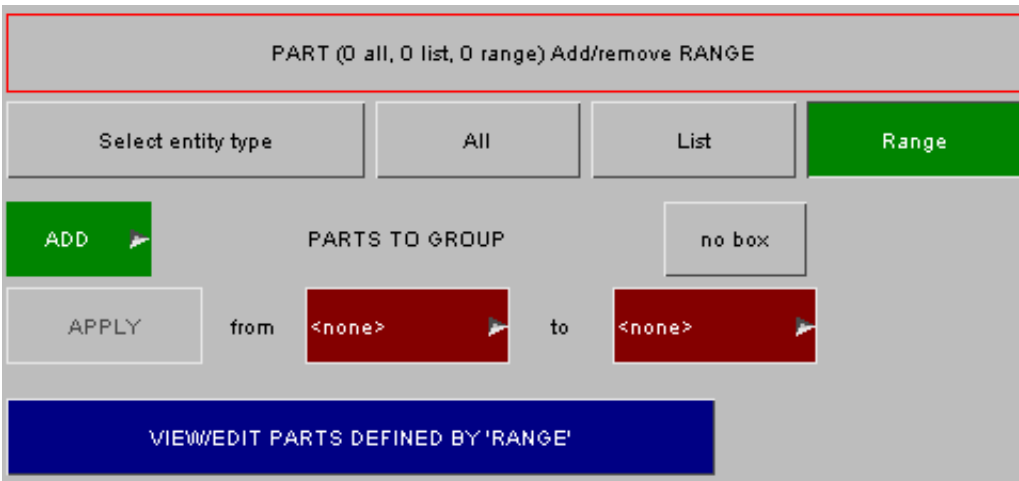 PART (0 all, 0 list, 0 range) Add/remove RANGE
Select entity type All List Range
ADD PARTS TO GROUP no box
APPLY from <none> to <none>
VIEW/EDIT PARTS DEFINED BY 'RANGE'